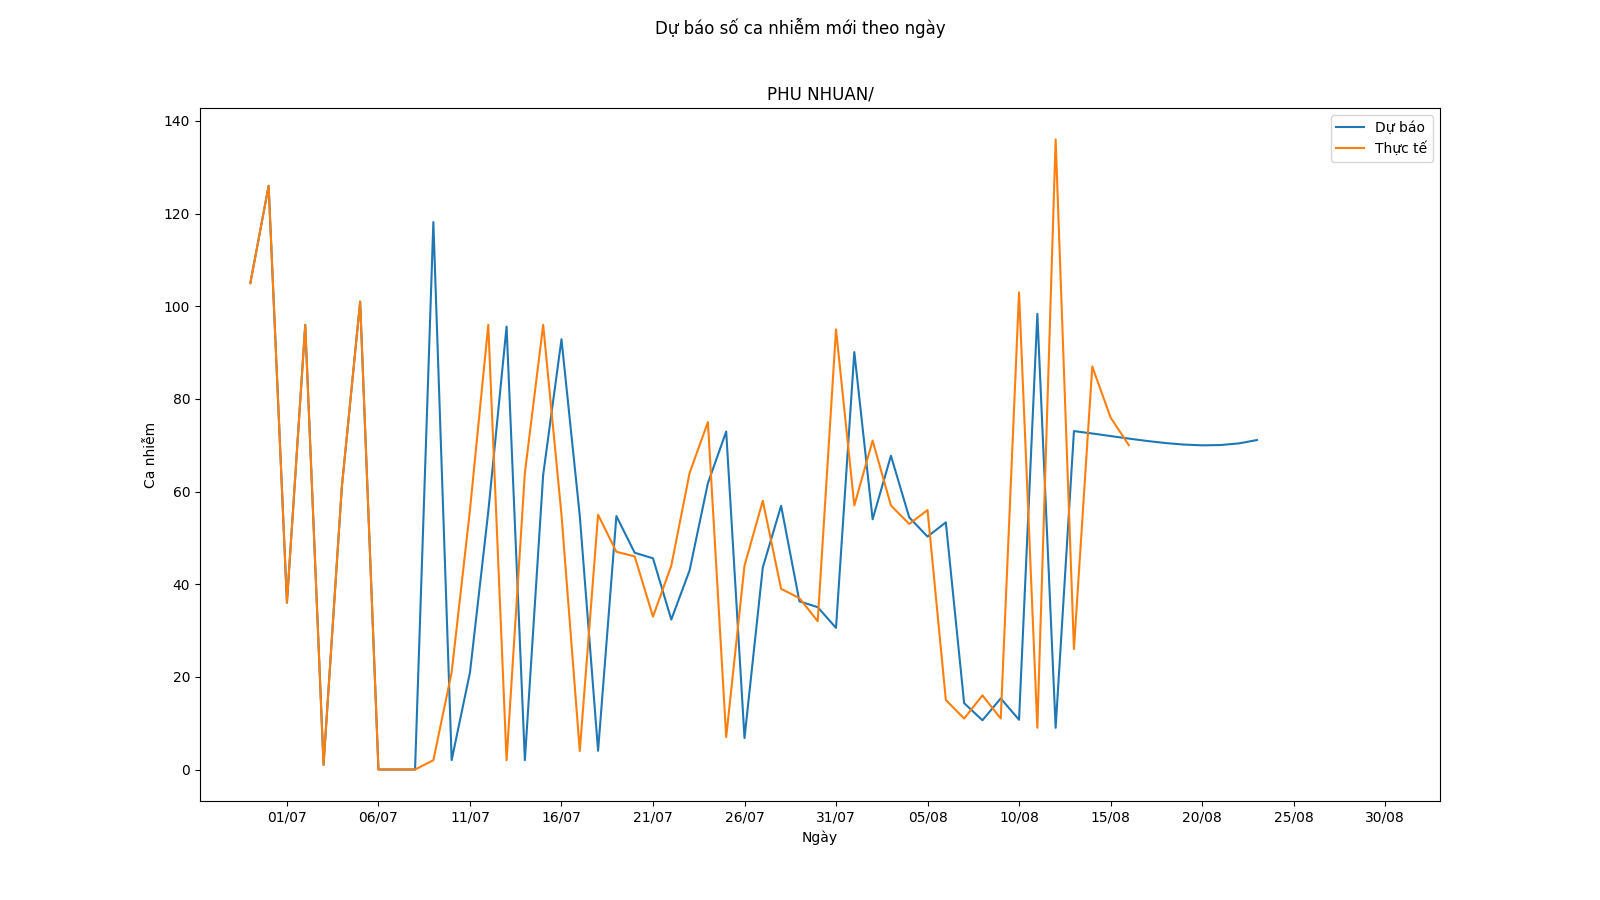 Dự báo số ca nhiễm mới theo ngày
PHU NHUAN/
140
120
100
80
60
40
20
0
Ca nhiễm
Dự báo
Thực tế
01/07 06/07 11/07 16/07 21/07 26/07 31/07 05/08 10/08 15/08 20/08 25/08 30/08
Ngày